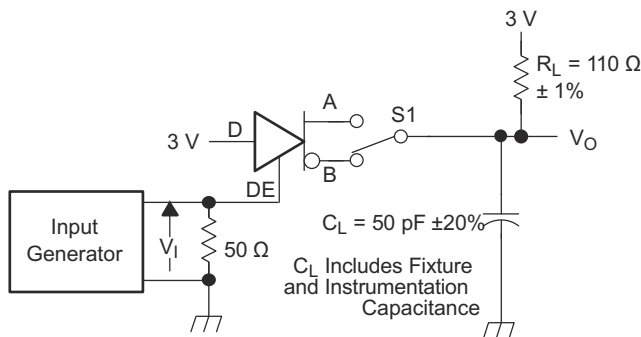 3 V
R_L = 110 Ω
± 1%
A
S1
3 V
D
V_O
B
DE
Input
Generator
V_I
50 Ω
C_L = 50 pF ±20%
C_L Includes Fixture
and Instrumentation
Capacitance